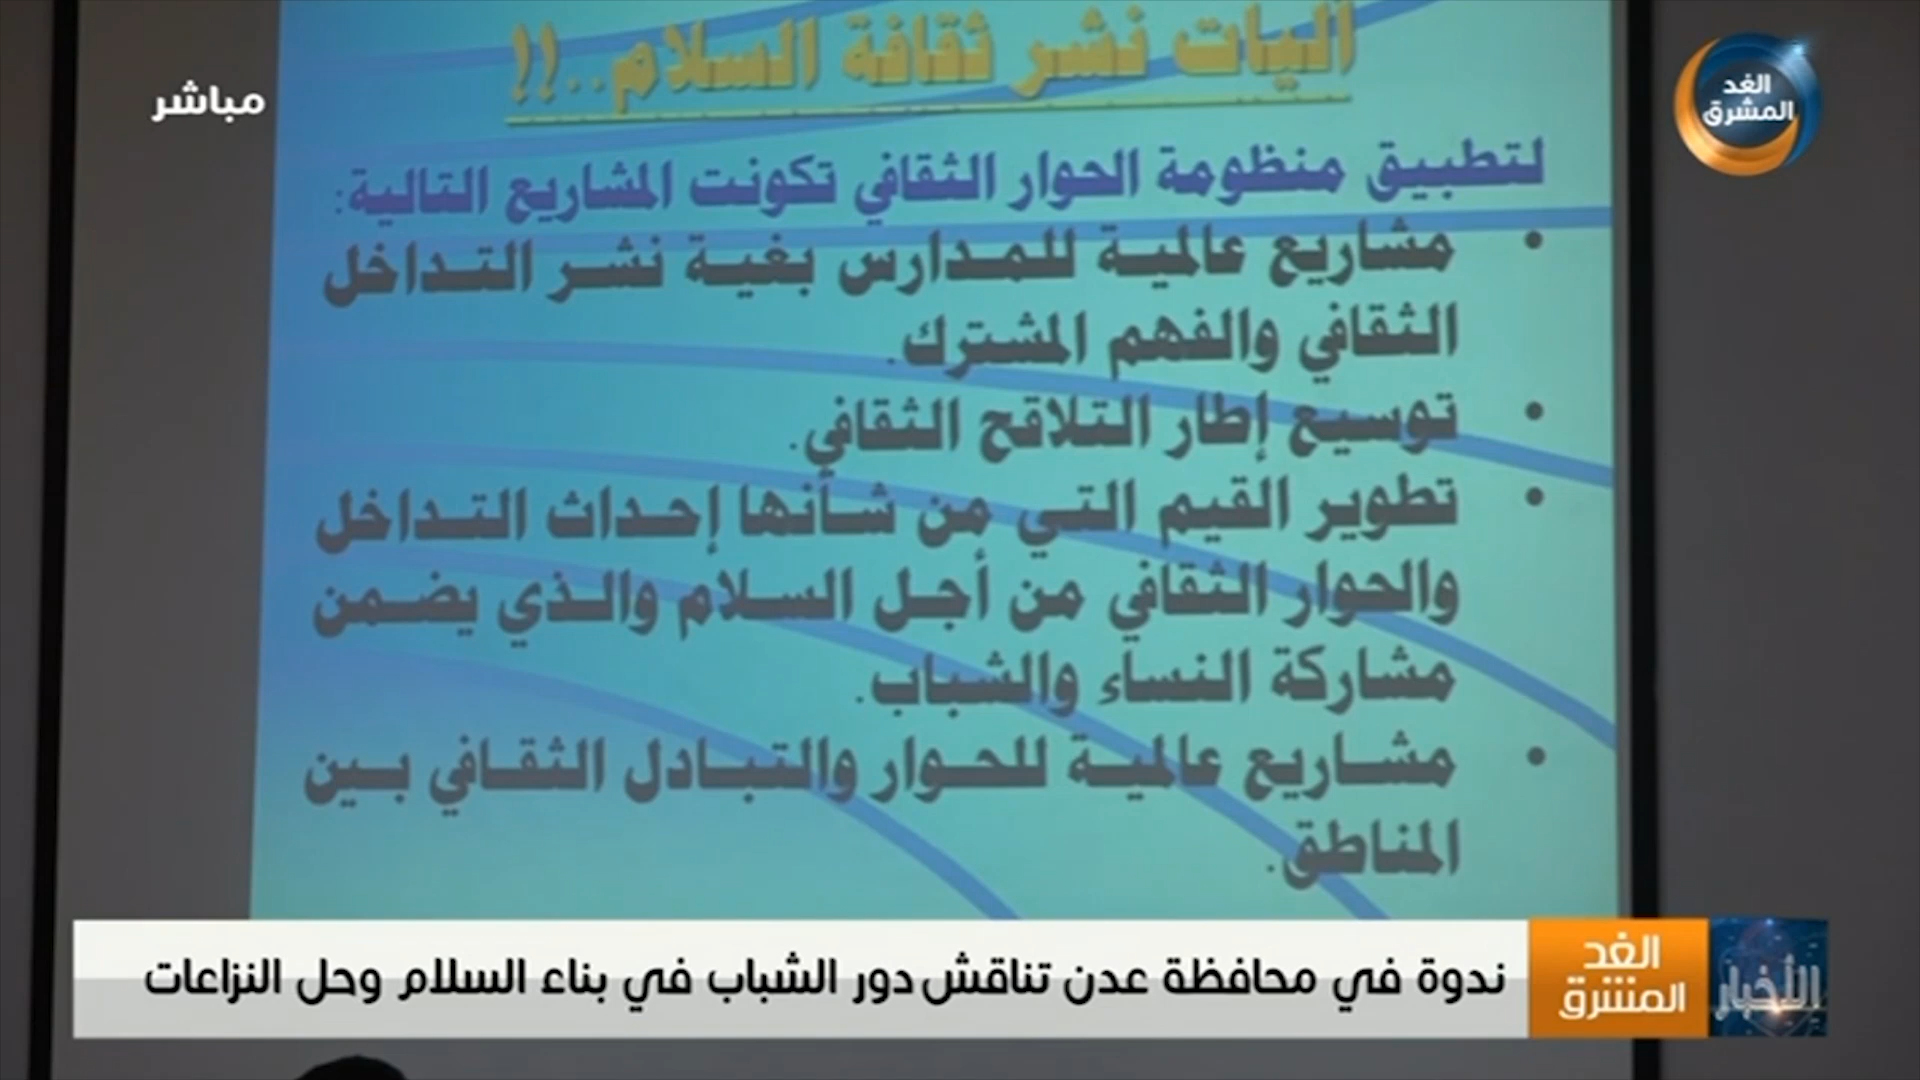 آليات نشر ثقافة السلام..!!
مباشر
الغد
المشرق
لتطبيق منظومة الحوار الثقافي تكونت المشاريع التالية:
• مشاريع عالمية للمدارس بغية نشر التداخل
الثقافي والفهم المشترك.
• توسيع إطار التلاقح الثقافي.
• تطوير القيم التي من شأنها إحداث التداخل
والحوار الثقافي من أجل السلام والذي يضمن
مشاركة النساء والشباب.
• مشاريع عالمية للحوار والتبادل الثقافي بين
المناطق.
الأخبار
الغد
المشرق
ندوة في محافظة عدن تناقش دور الشباب في بناء السلام وحل النزاعات